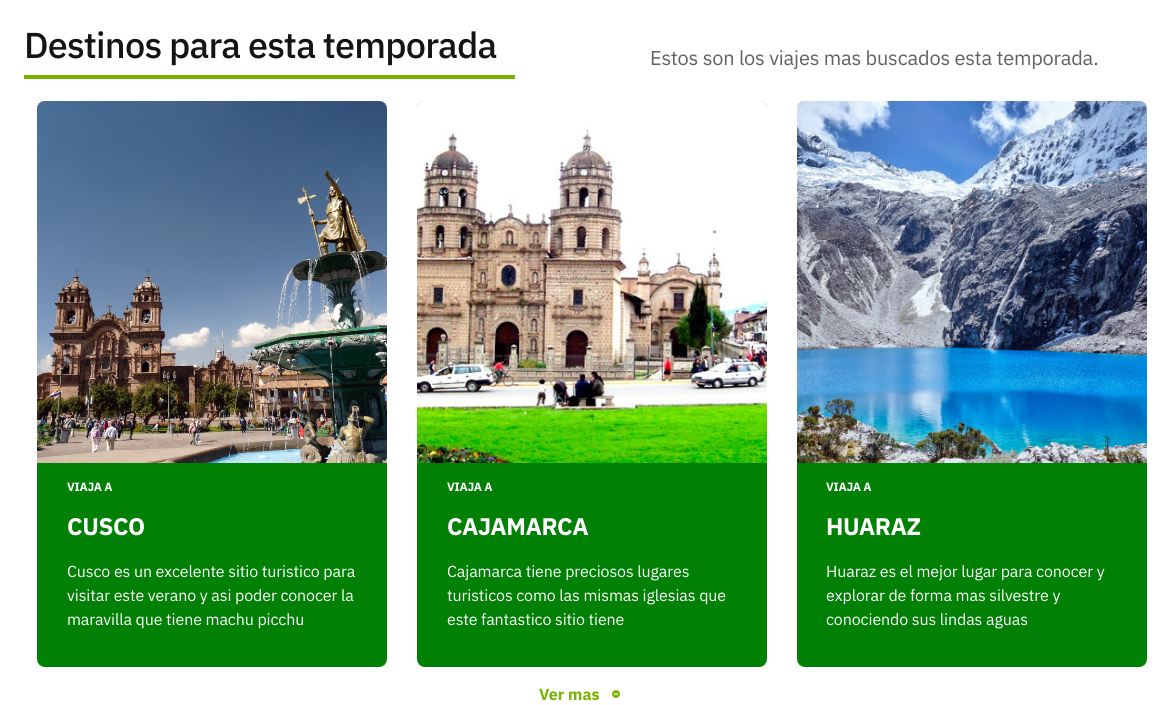 Destinos para esta temporada
Estos son los viajes mas buscados esta temporada.
VIAJA A
CUSCO
Cusco es un excelente sitio turistico para
visitar este verano y asi poder conocer la
maravilla que tiene machu picchu
VIAJA A
CAJAMARCA
Cajamarca tiene preciosos lugares
turisticos como las mismas iglesias que
este fantastico sitio tiene
VIAJA A
HUARAZ
Huaraz es el mejor lugar para conocer y
explorar de forma mas silvestre y
conociendo sus lindas aguas
Ver mas